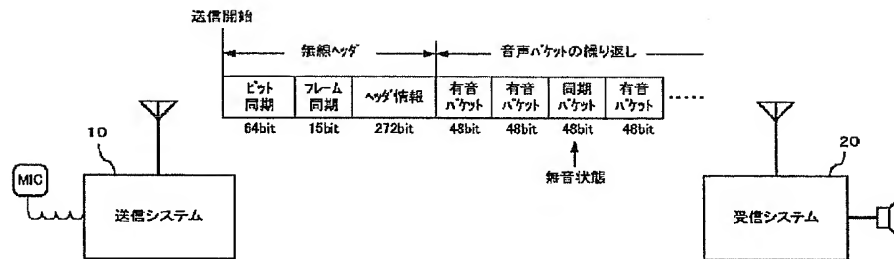 送信開始
無線ヘッダ
音声パケットの繰り返し
ビット
同期
フレーム
同期
ヘッダ情報
有音
パケット
有音
パケット
同期
パケット
有音
パケット
64bit
15bit
272bit
48bit
48bit
48bit
48bit
無音状態
10
MIC
送信システム
20
受信システム